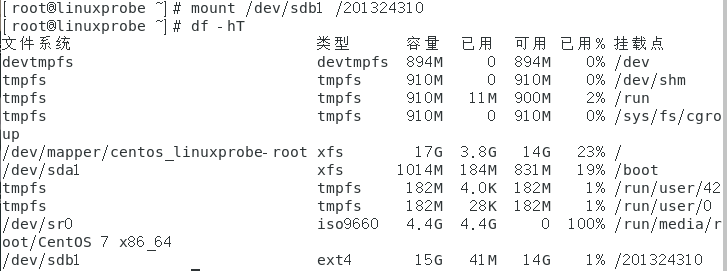 [root@linuxprobe ~]# mount /dev/sdb1 /201324310
[root@linuxprobe ~]# df -hT
文件系统 类型 容量 已用 可用 已用% 挂载点
devtmpfs devtmpfs 894M 0 894M 0% /dev
tmpfs tmpfs 910M 0 910M 0% /dev/shm
tmpfs tmpfs 910M 11M 900M 2% /run
tmpfs tmpfs 910M 0 910M 0% /sys/fs/cgro
up
/dev/mapper/centos_linuxprobe-root xfs 17G 3.8G 14G 23% /
/dev/sda1 xfs 1014M 184M 831M 19% /boot
tmpfs tmpfs 182M 4.0K 182M 1% /run/user/42
tmpfs tmpfs 182M 28K 182M 1% /run/user/0
/dev/sr0 iso9660 4.4G 4.4G 0 100% /run/media/r
oot/CentOS 7 x86_64
/dev/sdb1 ext4 15G 41M 14G 1% /201324310